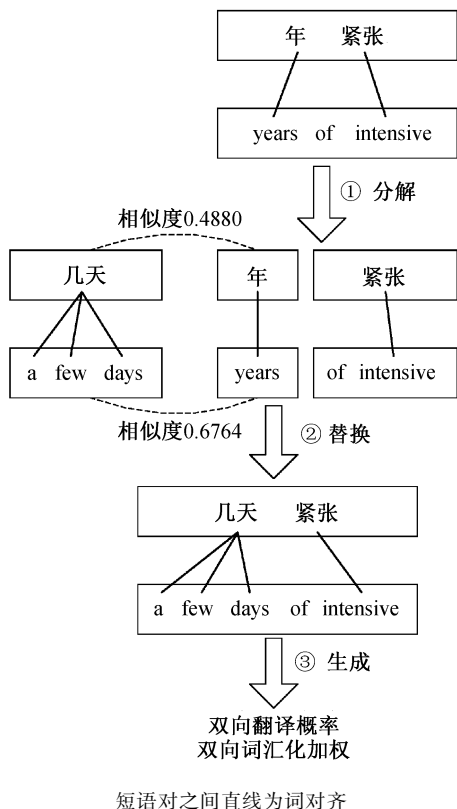 年 紧张
years of intensive
① 分解
相似度0.4880
几天 年 紧张
a few days years of intensive
相似度0.6764
② 替换
几天 紧张
a few days of intensive
③ 生成
双向翻译概率
双向词汇化加权
短语对之间直线为词对齐